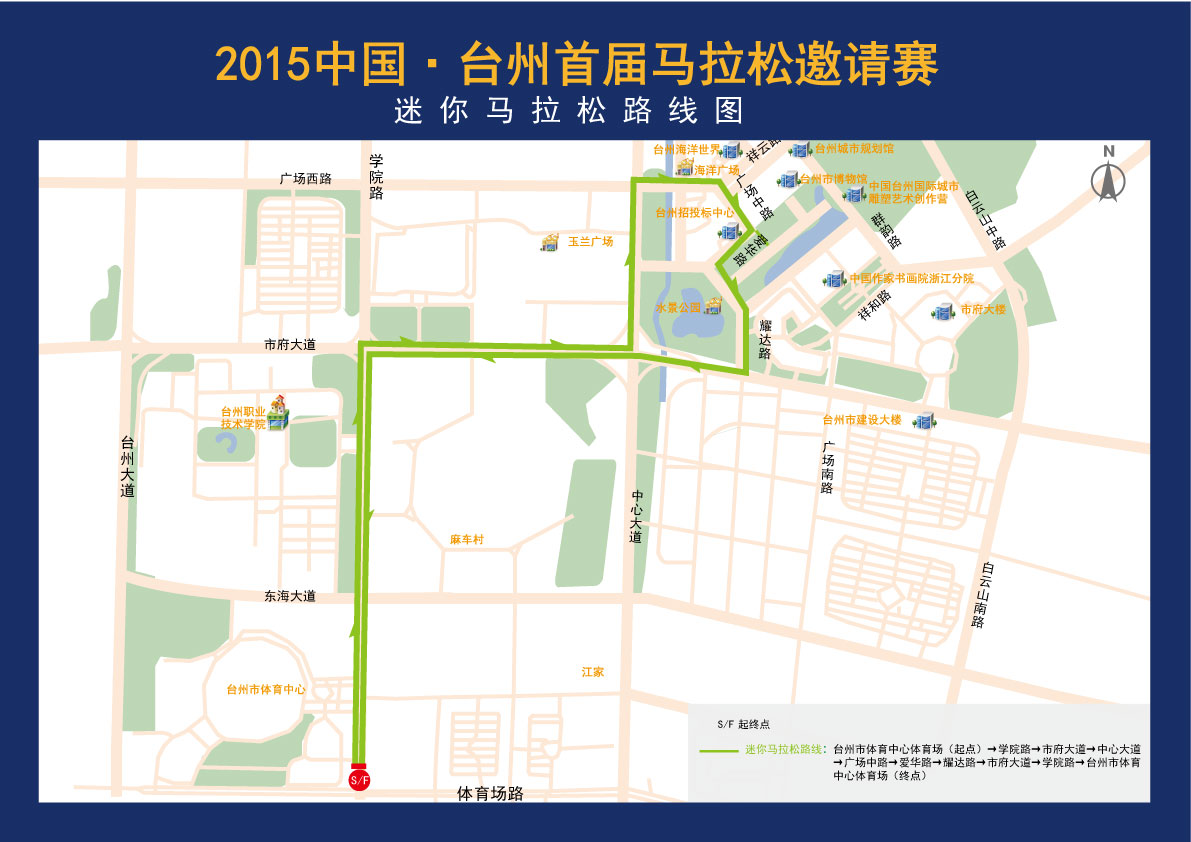 2015中国·台州首届马拉松邀请赛
迷你马拉松路线图
N
学院路
广场西路
台州海洋世界
海洋广场
祥云路
台州城市规划馆
广场中路
台州市博物馆
中国台州国际城市
雕塑艺术创作营
台州招投标中心
白云山中路
群韵路
玉兰广场
爱华路
中国作家书画院浙江分院
水景公园
祥和路
市府大楼
耀达路
市府大道
台州职业
技术学院
台州市建设大楼
台州大道
广场南路
中心大道
麻车村
白云山南路
东海大道
江家
台州市体育中心
S/F
体育场路
S/F 起终点
迷你马拉松路线：台州市体育中心体育场（起点）→学院路→市府大道→中心大道
→广场中路→爱华路→耀达路→市府大道→学院路→台州市体育
中心体育场（终点）